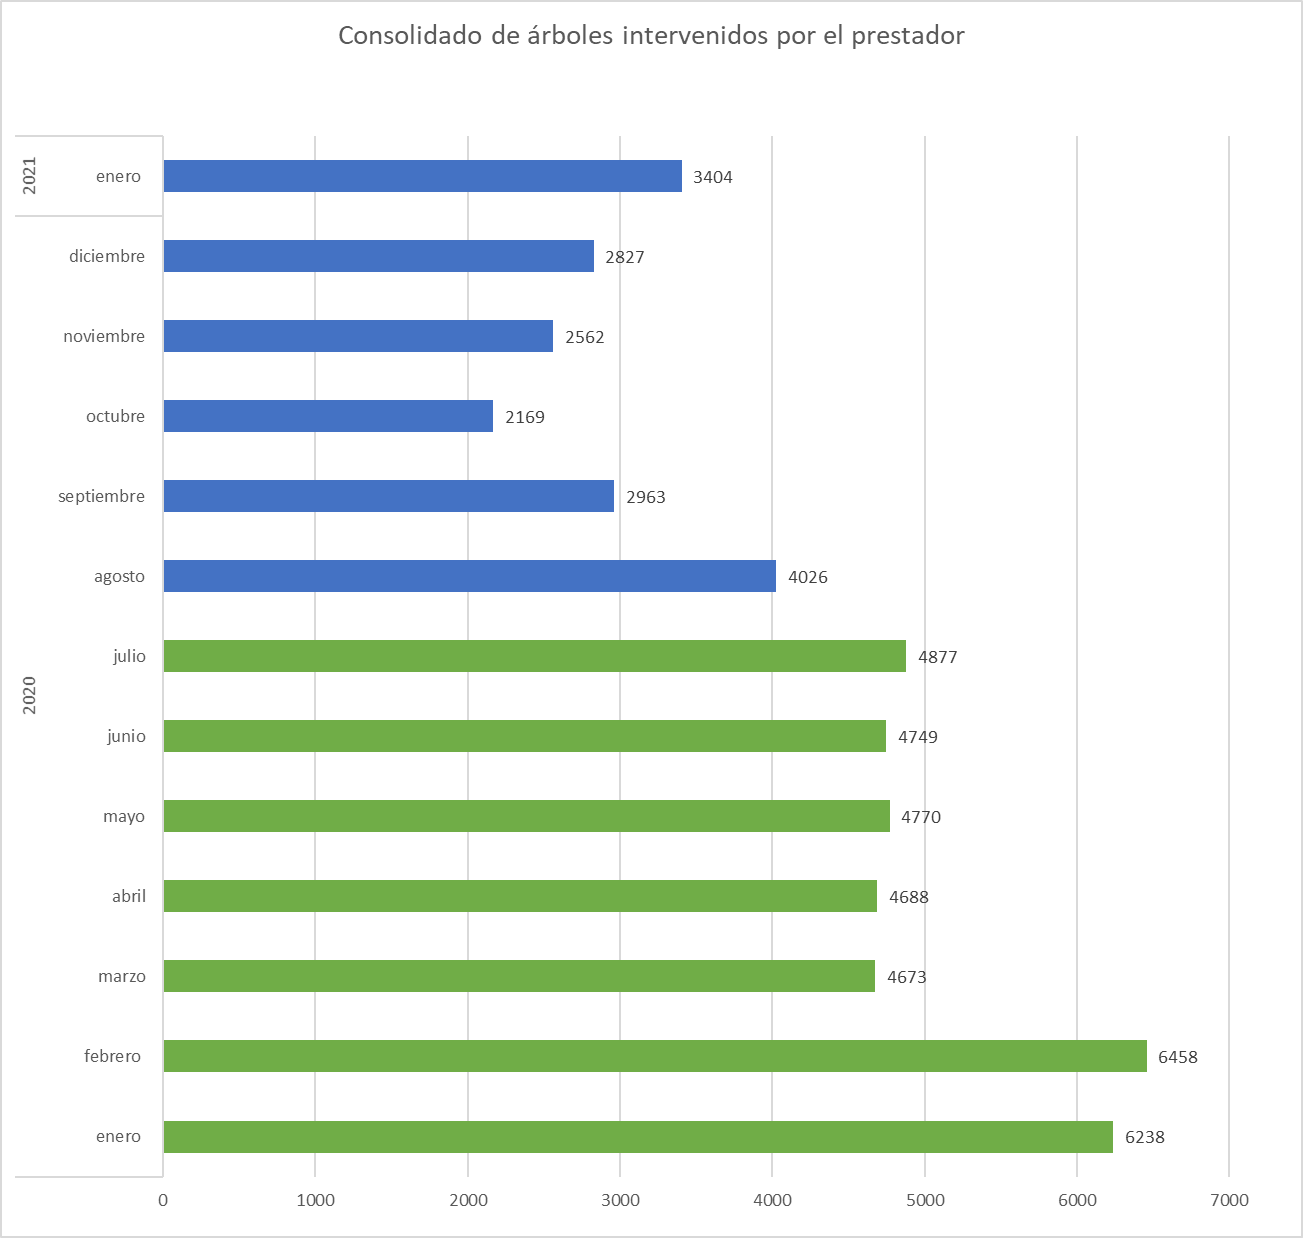 Consolidado de árboles intervenidos por el prestador
2021
enero 3404
2020
diciembre 2827
noviembre 2562
octubre 2169
septiembre 2963
agosto 4026
julio 4877
junio 4749
mayo 4770
abril 4688
marzo 4673
febrero 6458
enero 6238
0 1000 2000 3000 4000 5000 6000 7000